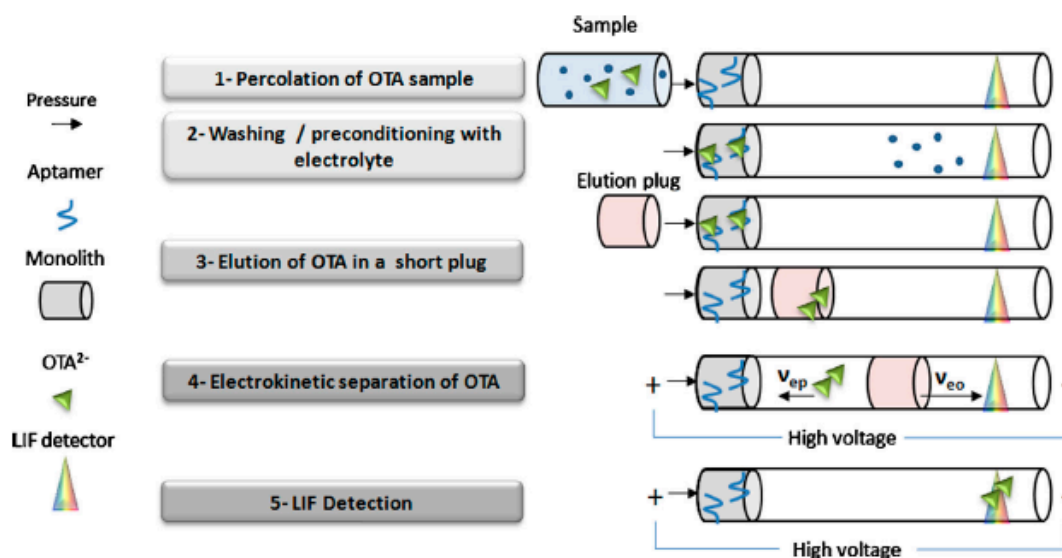 Sample
1- Percolation of OTA sample
Pressure
2- Washing / preconditioning with
electrolyte
Aptamer
Elution plug
Monolith
3- Elution of OTA in a short plug
OTA2-
4- Electrokinetic separation of OTA
+
νep
νeo
High voltage
LIF detector
5- LIF Detection
+
High voltage